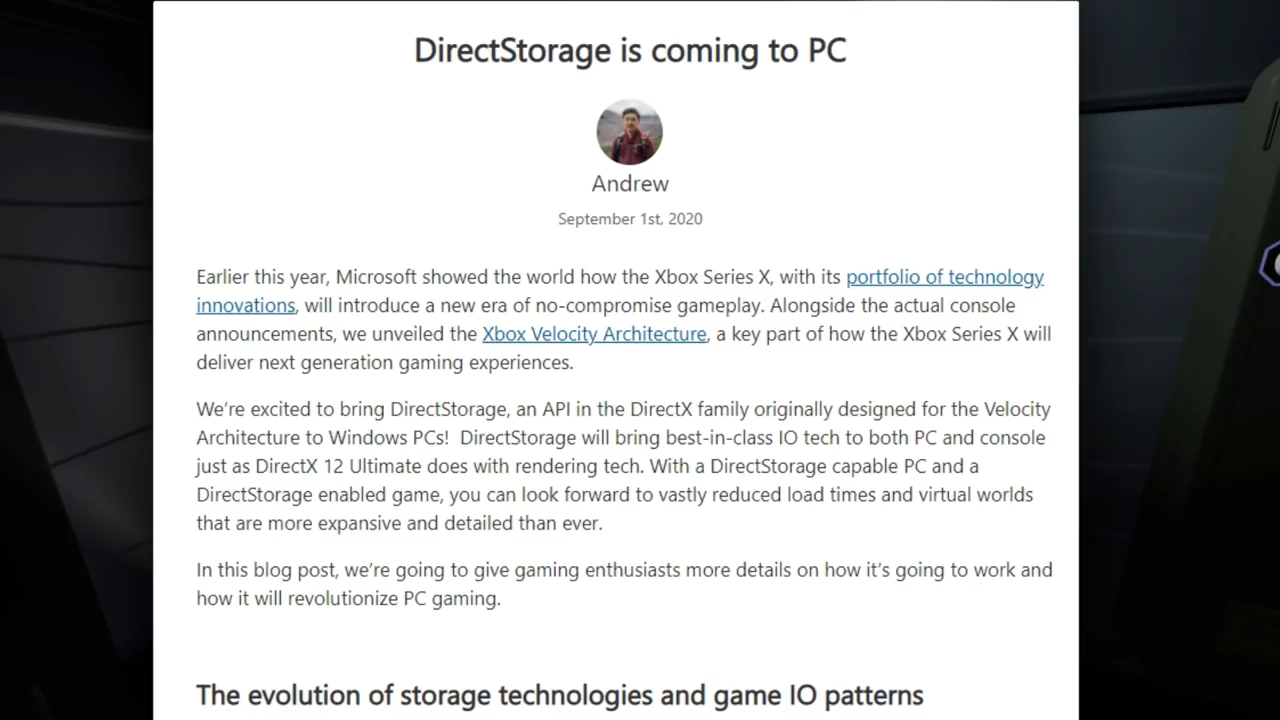 DirectStorage is coming to PC
Andrew
September 1st, 2020
Earlier this year, Microsoft showed the world how the Xbox Series X, with its portfolio of technology
innovations, will introduce a new era of no-compromise gameplay. Alongside the actual console
announcements, we unveiled the Xbox Velocity Architecture, a key part of how the Xbox Series X will
deliver next generation gaming experiences.
We’re excited to bring DirectStorage, an API in the DirectX family originally designed for the Velocity
Architecture to Windows PCs!  DirectStorage will bring best-in-class IO tech to both PC and console
just as DirectX 12 Ultimate does with rendering tech. With a DirectStorage capable PC and a
DirectStorage enabled game, you can look forward to vastly reduced load times and virtual worlds
that are more expansive and detailed than ever.
In this blog post, we’re going to give gaming enthusiasts more details on how it’s going to work and
how it will revolutionize PC gaming.
The evolution of storage technologies and game IO patterns